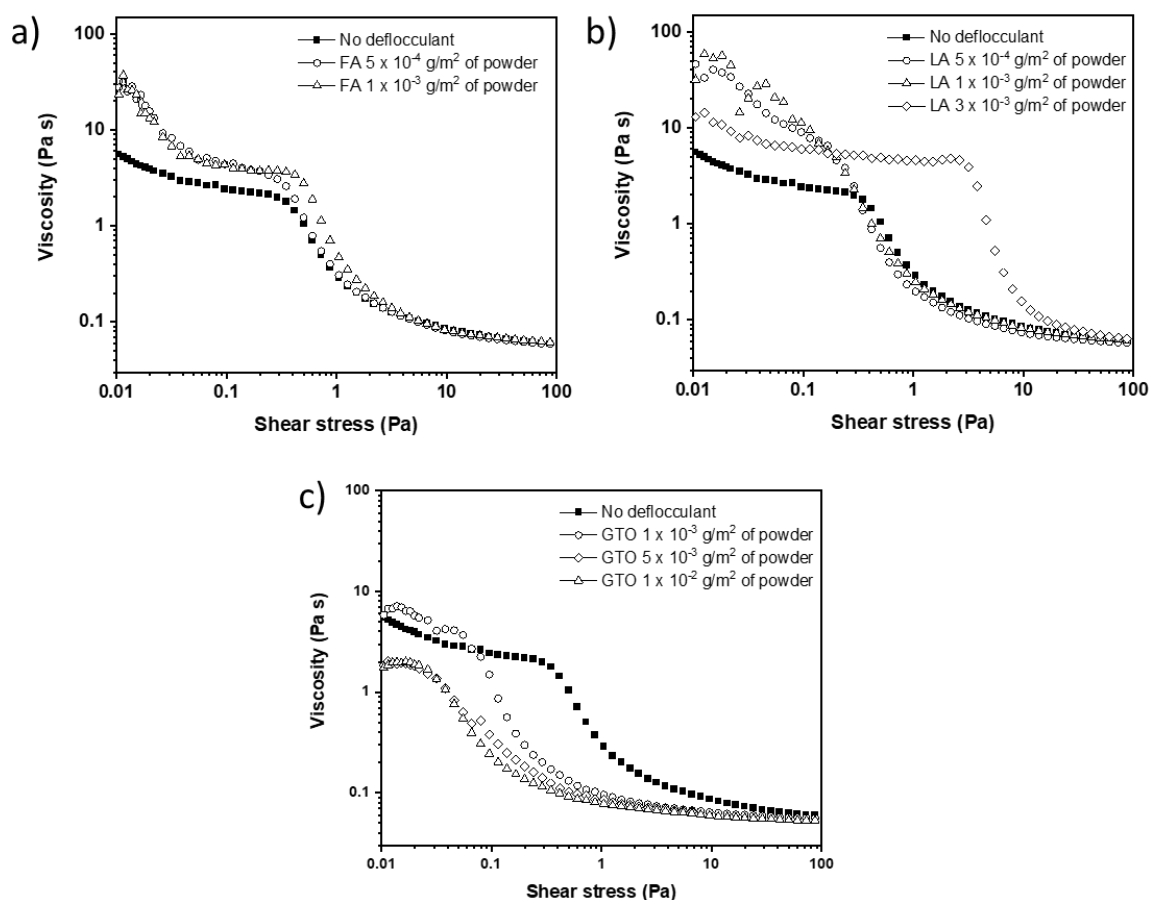 a)
No deflocculant
FA 5 x 10⁻⁴ g/m² of powder
FA 1 x 10⁻³ g/m² of powder
Viscosity (Pa s)
100
10
1
0.1
0.01 0.1 1 10 100
Shear stress (Pa)
b)
No deflocculant
LA 5 x 10⁻⁴ g/m² of powder
LA 1 x 10⁻³ g/m² of powder
LA 3 x 10⁻³ g/m² of powder
Viscosity (Pa s)
100
10
1
0.1
0.01 0.1 1 10 100
Shear stress (Pa)
c)
No deflocculant
GTO 1 x 10⁻³ g/m² of powder
GTO 5 x 10⁻³ g/m² of powder
GTO 1 x 10⁻² g/m² of powder
Viscosity (Pa s)
100
10
1
0.1
0.01 0.1 1 10 100
Shear stress (Pa)